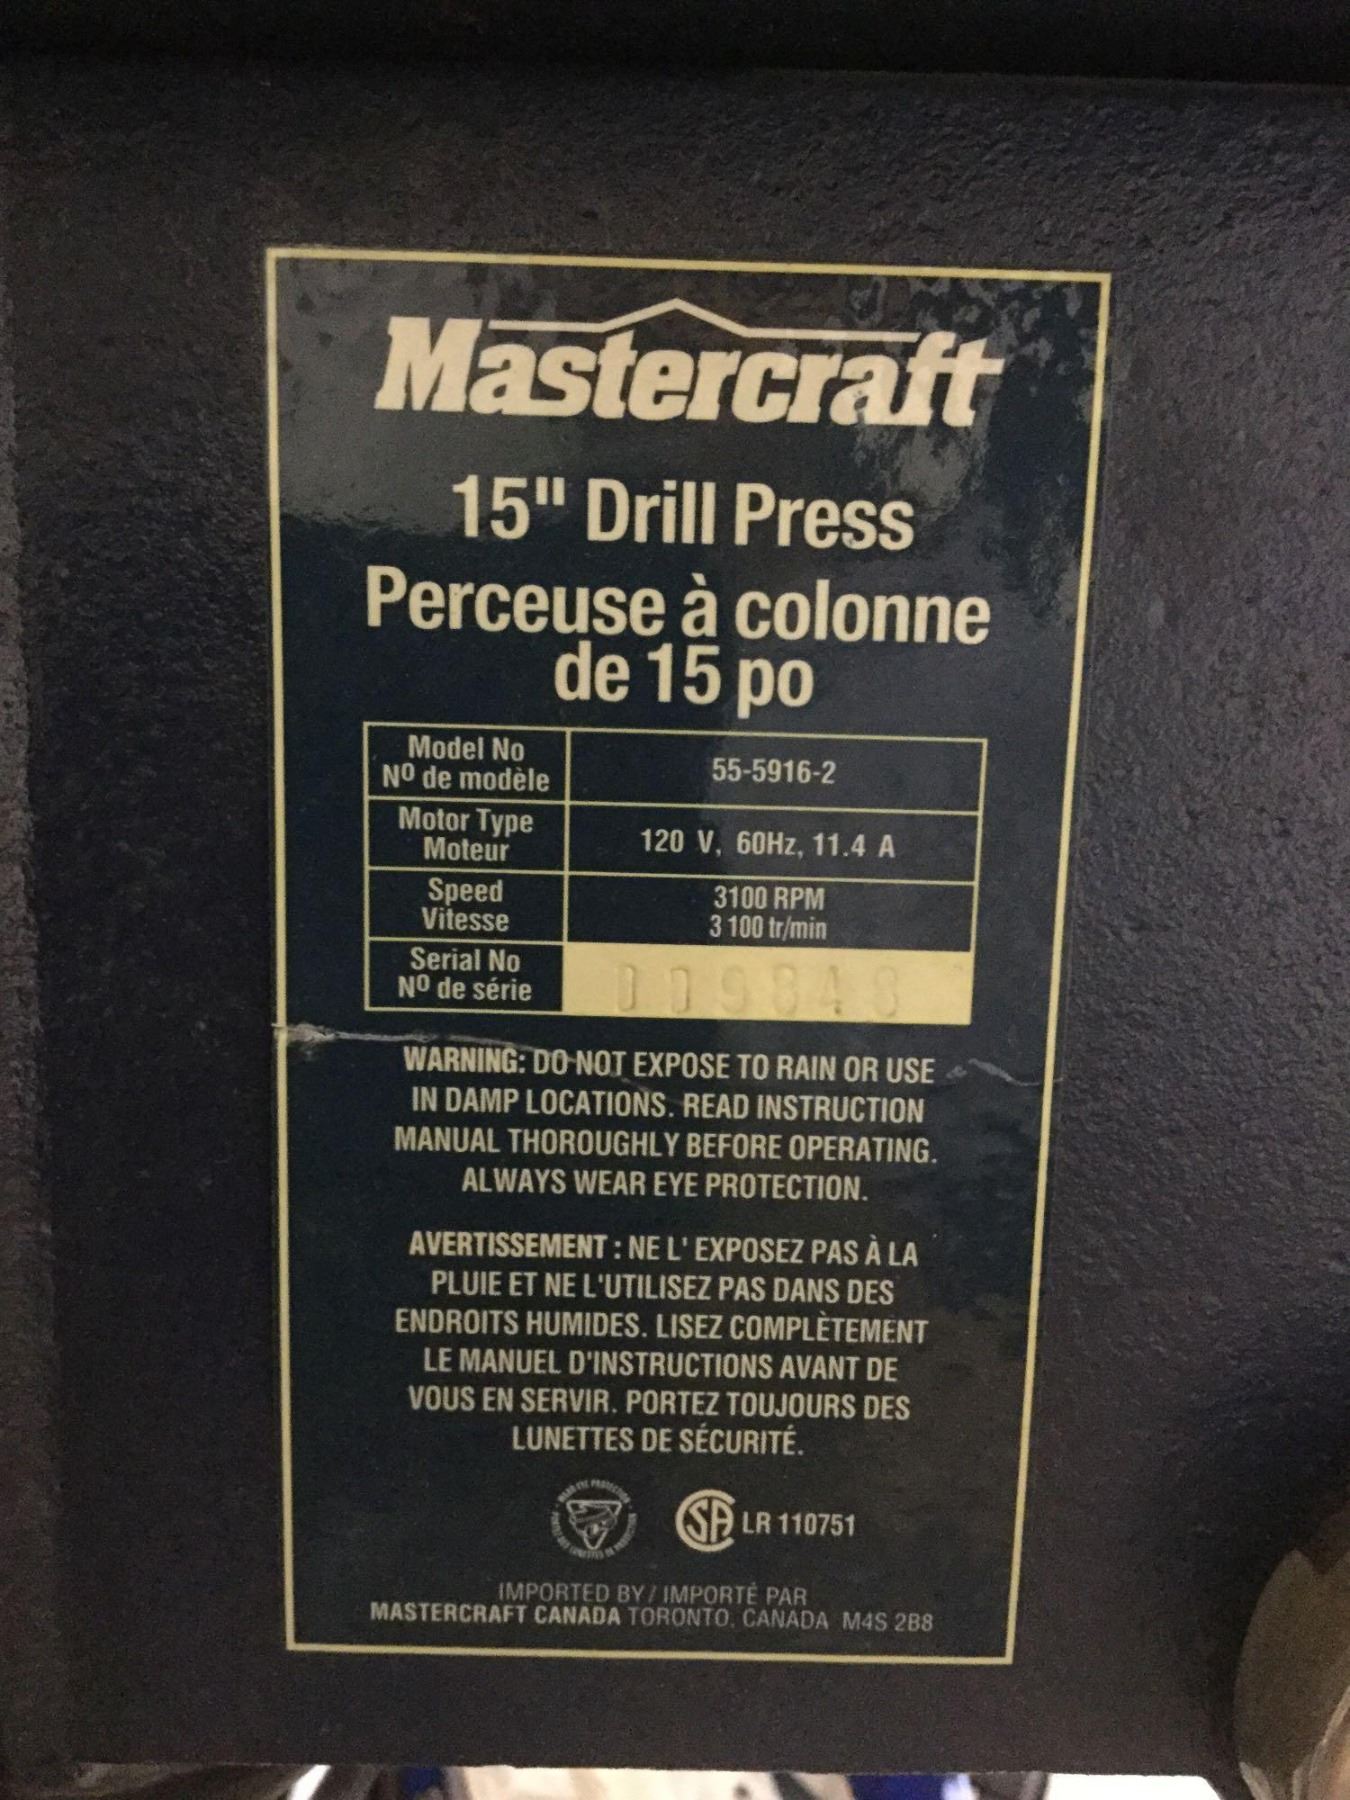 Mastercraft
15" Drill Press
Perceuse à colonne
de 15 po
Model No
Nº de modèle
55-5916-2
Motor Type
Moteur
120 V, 60Hz, 11.4 A
Speed
Vitesse
3100 RPM
3 100 tr/min
Serial No
Nº de série
WARNING: DO NOT EXPOSE TO RAIN OR USE
IN DAMP LOCATIONS. READ INSTRUCTION
MANUAL THOROUGHLY BEFORE OPERATING.
ALWAYS WEAR EYE PROTECTION.
AVERTISSEMENT : NE L' EXPOSEZ PAS À LA
PLUIE ET NE L'UTILISEZ PAS DANS DES
ENDROITS HUMIDES. LISEZ COMPLÈTEMENT
LE MANUEL D'INSTRUCTIONS AVANT DE
VOUS EN SERVIR. PORTEZ TOUJOURS DES
LUNETTES DE SÉCURITÉ.
WEAR EYE PROTECTION
SA LR 110751
IMPORTED BY / IMPORTÉ PAR
MASTERCRAFT CANADA TORONTO, CANADA M4S 2B8